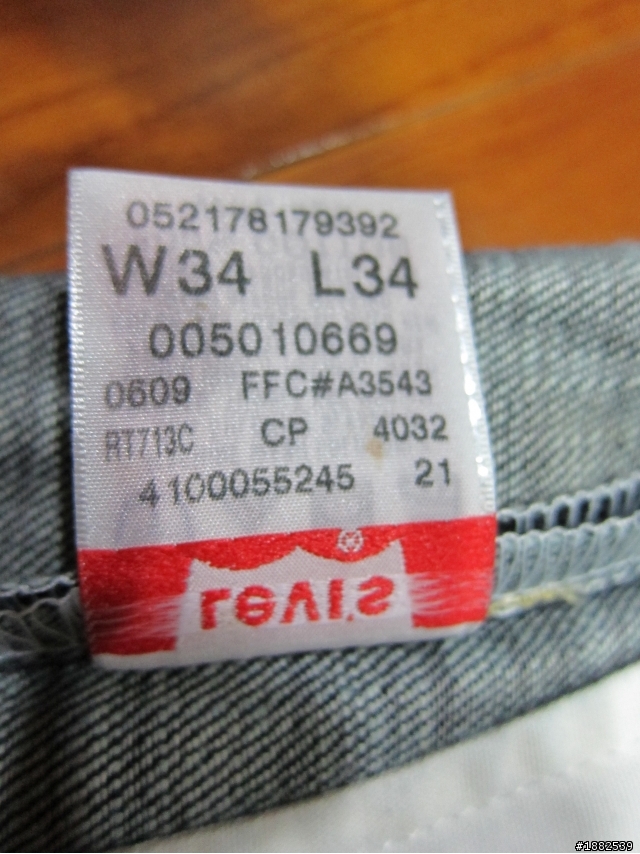 052178179392
W34 L34
005010669
0609 FFC#A3543
RT713C CP 4032
4100055245 21
Levi's ®
#1882539